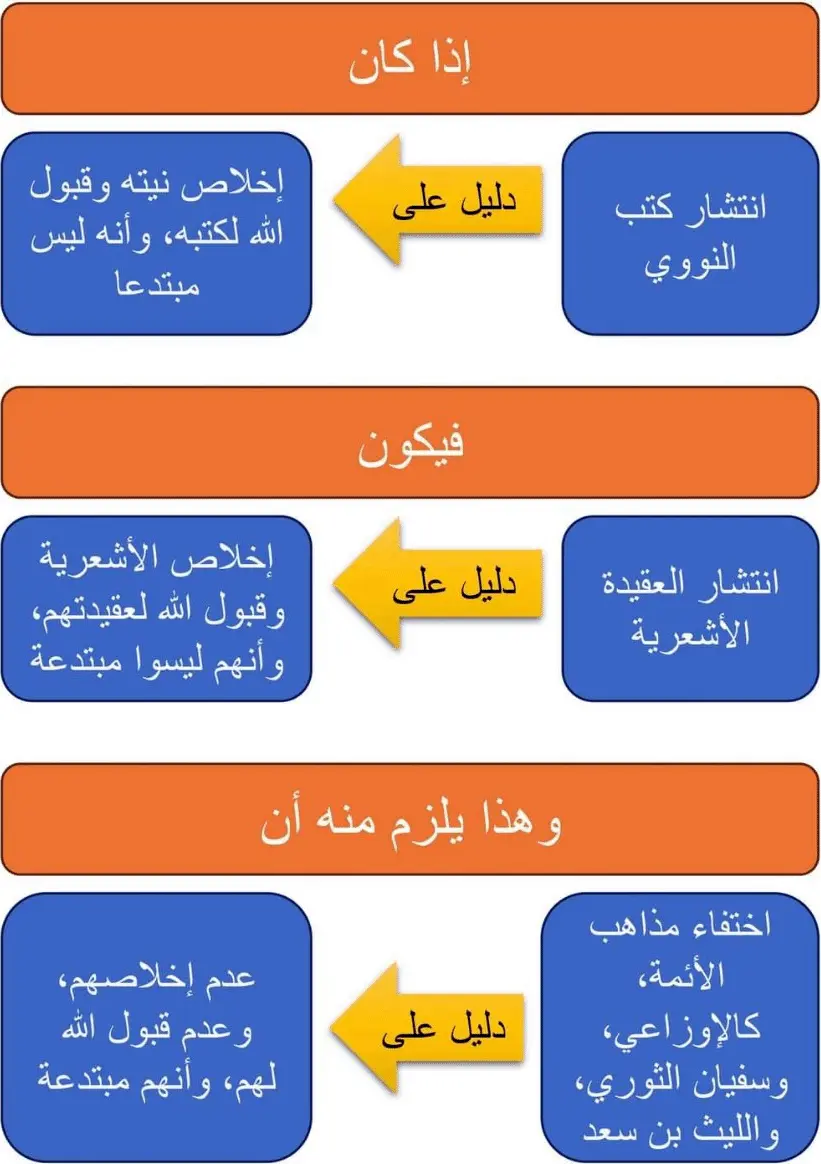 إذا كان
انتشار كتب
النووي
دليل على
إخلاص نيته وقبول
الله لكتبه، وأنه ليس
مبتدعا
فيكون
انتشار العقيدة
الأشعرية
دليل على
إخلاص الأشعرية
وقبول الله لعقيدتهم،
وأنهم ليسوا مبتدعة
وهذا يلزم منه أن
اختفاء مذاهب
الأئمة،
كالإوزاعي،
وسفيان الثوري،
والليث بن سعد
دليل على
عدم إخلاصهم،
وعدم قبول الله
لهم، وأنهم مبتدعة